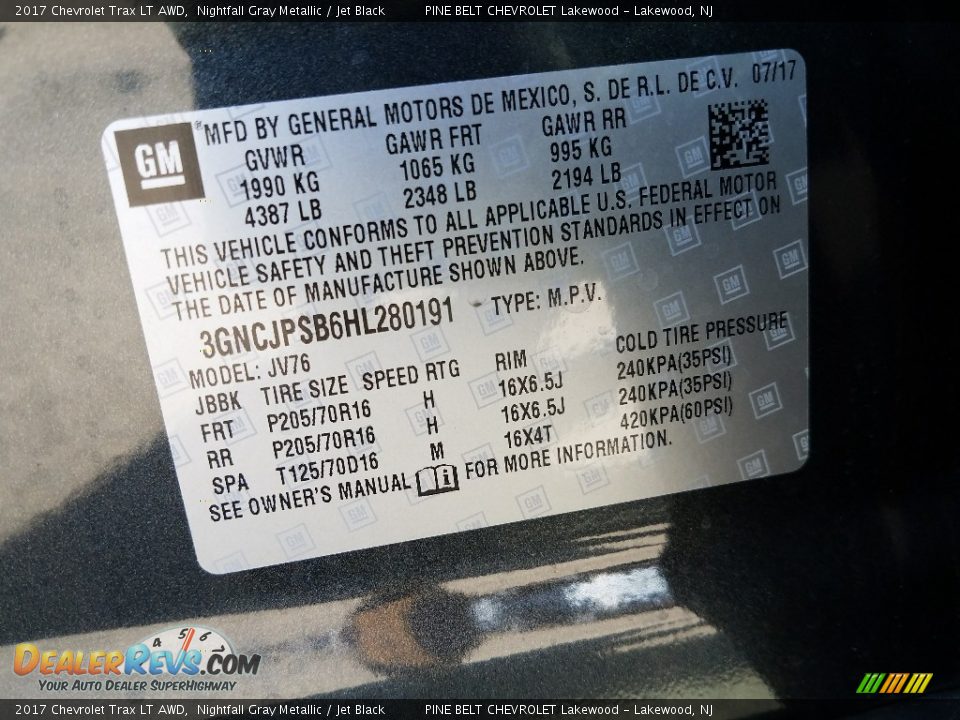 2017 Chevrolet Trax LT AWD, Nightfall Gray Metallic / Jet Black PINE BELT CHEVROLET Lakewood - Lakewood, NJ
GM ® MFD BY GENERAL MOTORS DE MEXICO, S. DE R.L. DE C.V. 07/17
GVWR GAWR FRT GAWR RR
1990 KG 1065 KG 995 KG
4387 LB 2348 LB 2194 LB
THIS VEHICLE CONFORMS TO ALL APPLICABLE U.S. FEDERAL MOTOR
VEHICLE SAFETY AND THEFT PREVENTION STANDARDS IN EFFECT ON
THE DATE OF MANUFACTURE SHOWN ABOVE.
3GNCJPSB6HL280191 TYPE: M.P.V.
MODEL: JV76
JBBK TIRE SIZE SPEED RTG RIM COLD TIRE PRESSURE
FRT P205/70R16 H 16X6.5J 240KPA(35PSI)
RR P205/70R16 H 16X6.5J 240KPA(35PSI)
SPA T125/70D16 M 16X4T 420KPA(60PSI)
SEE OWNER'S MANUAL i FOR MORE INFORMATION.
4 5 6
DEALERREVS.COM
YOUR AUTO DEALER SUPERHIGHWAY
2017 Chevrolet Trax LT AWD, Nightfall Gray Metallic / Jet Black PINE BELT CHEVROLET Lakewood - Lakewood, NJ